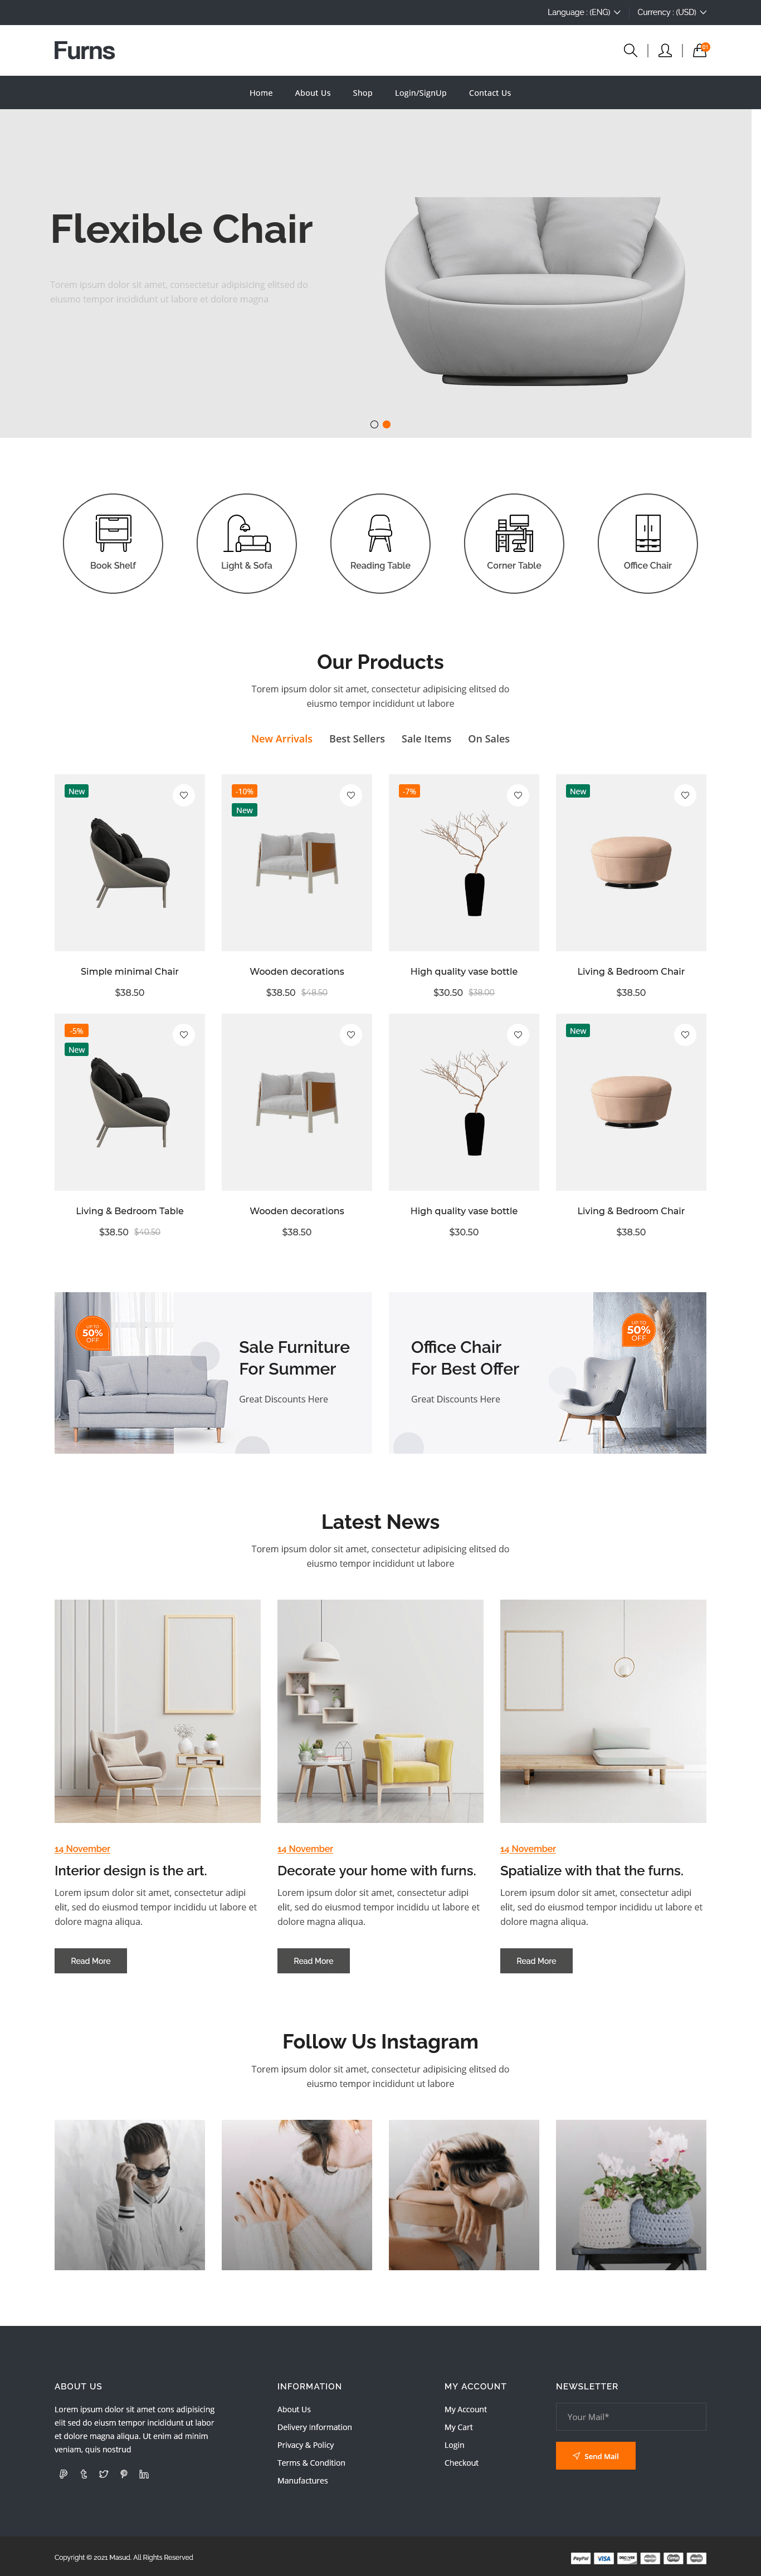 Language : (ENG) Currency : (USD)
Furns
Home About Us Shop Login/SignUp Contact Us
Flexible Chair
Torem ipsum dolor sit amet, consectetur adipisicing elitsed do
eiusmo tempor incididunt ut labore et dolore magna
Book Shelf
Light & Sofa
Reading Table
Corner Table
Office Chair
Our Products
Torem ipsum dolor sit amet, consectetur adipisicing elitsed do
eiusmo tempor incididunt ut labore
New Arrivals Best Sellers Sale Items On Sales
New
-10%
New
-7%
New
Simple minimal Chair
$38.50
Wooden decorations
$38.50 $48.50
High quality vase bottle
$30.50 $38.00
Living & Bedroom Chair
$38.50
-5%
New
New
Living & Bedroom Table
$38.50 $40.50
Wooden decorations
$38.50
High quality vase bottle
$30.50
Living & Bedroom Chair
$38.50
UP TO
50%
OFF
Sale Furniture
For Summer
Great Discounts Here
Office Chair
For Best Offer
Great Discounts Here
UP TO
50%
OFF
Latest News
Torem ipsum dolor sit amet, consectetur adipisicing elitsed do
eiusmo tempor incididunt ut labore
14 November
Interior design is the art.
Lorem ipsum dolor sit amet, consectetur adipi
elit, sed do eiusmod tempor incididu ut labore et
dolore magna aliqua.
Read More
14 November
Decorate your home with furns.
Lorem ipsum dolor sit amet, consectetur adipi
elit, sed do eiusmod tempor incididu ut labore et
dolore magna aliqua.
Read More
14 November
Spatialize with that the furns.
Lorem ipsum dolor sit amet, consectetur adipi
elit, sed do eiusmod tempor incididu ut labore et
dolore magna aliqua.
Read More
Follow Us Instagram
Torem ipsum dolor sit amet, consectetur adipisicing elitsed do
eiusmo tempor incididunt ut labore
ABOUT US
Lorem ipsum dolor sit amet cons adipisicing
elit sed do eiusm tempor incididunt ut labor
et dolore magna aliqua. Ut enim ad minim
veniam, quis nostrud
INFORMATION
About Us
Delivery information
Privacy & Policy
Terms & Condition
Manufactures
MY ACCOUNT
My Account
My Cart
Login
Checkout
NEWSLETTER
Your Mail*
Send Mail
Copyright © 2021 Masud. All Rights Reserved
PayPal VISA DISCOVER